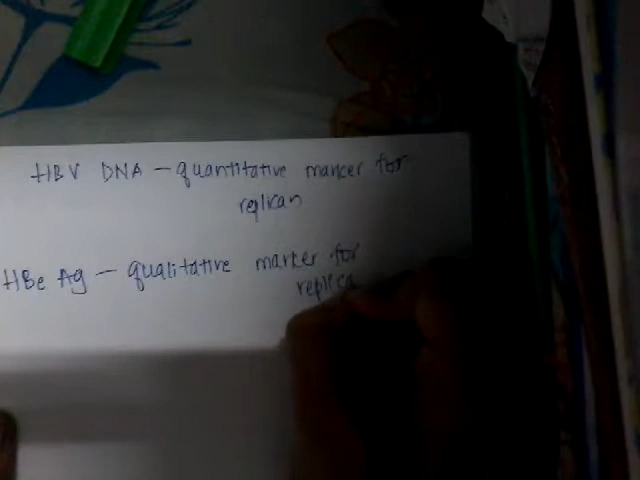 HBV DNA - quantitative marker for
replican
HBe Ag - qualitative marker for
replica